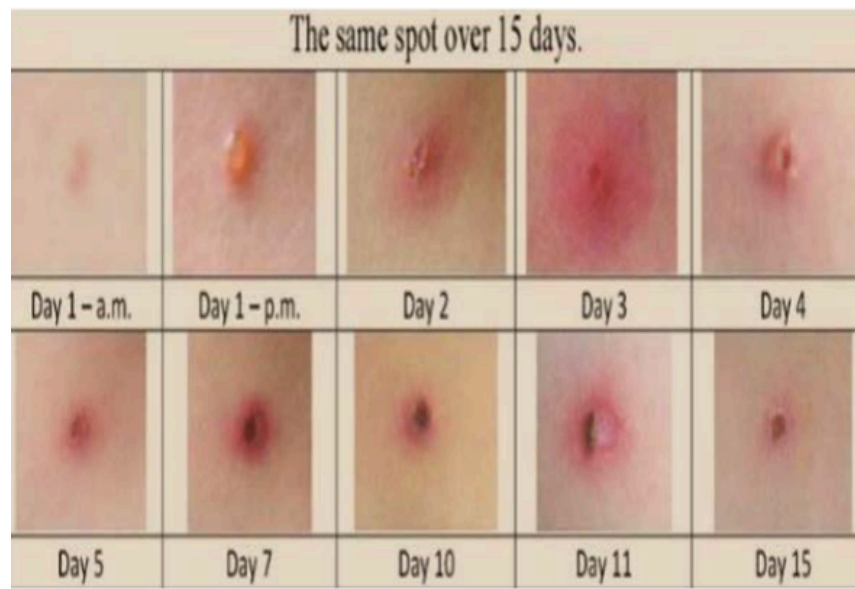 The same spot over 15 days.
Day 1 – a.m.
Day 1 – p.m.
Day 2
Day 3
Day 4
Day 5
Day 7
Day 10
Day 11
Day 15